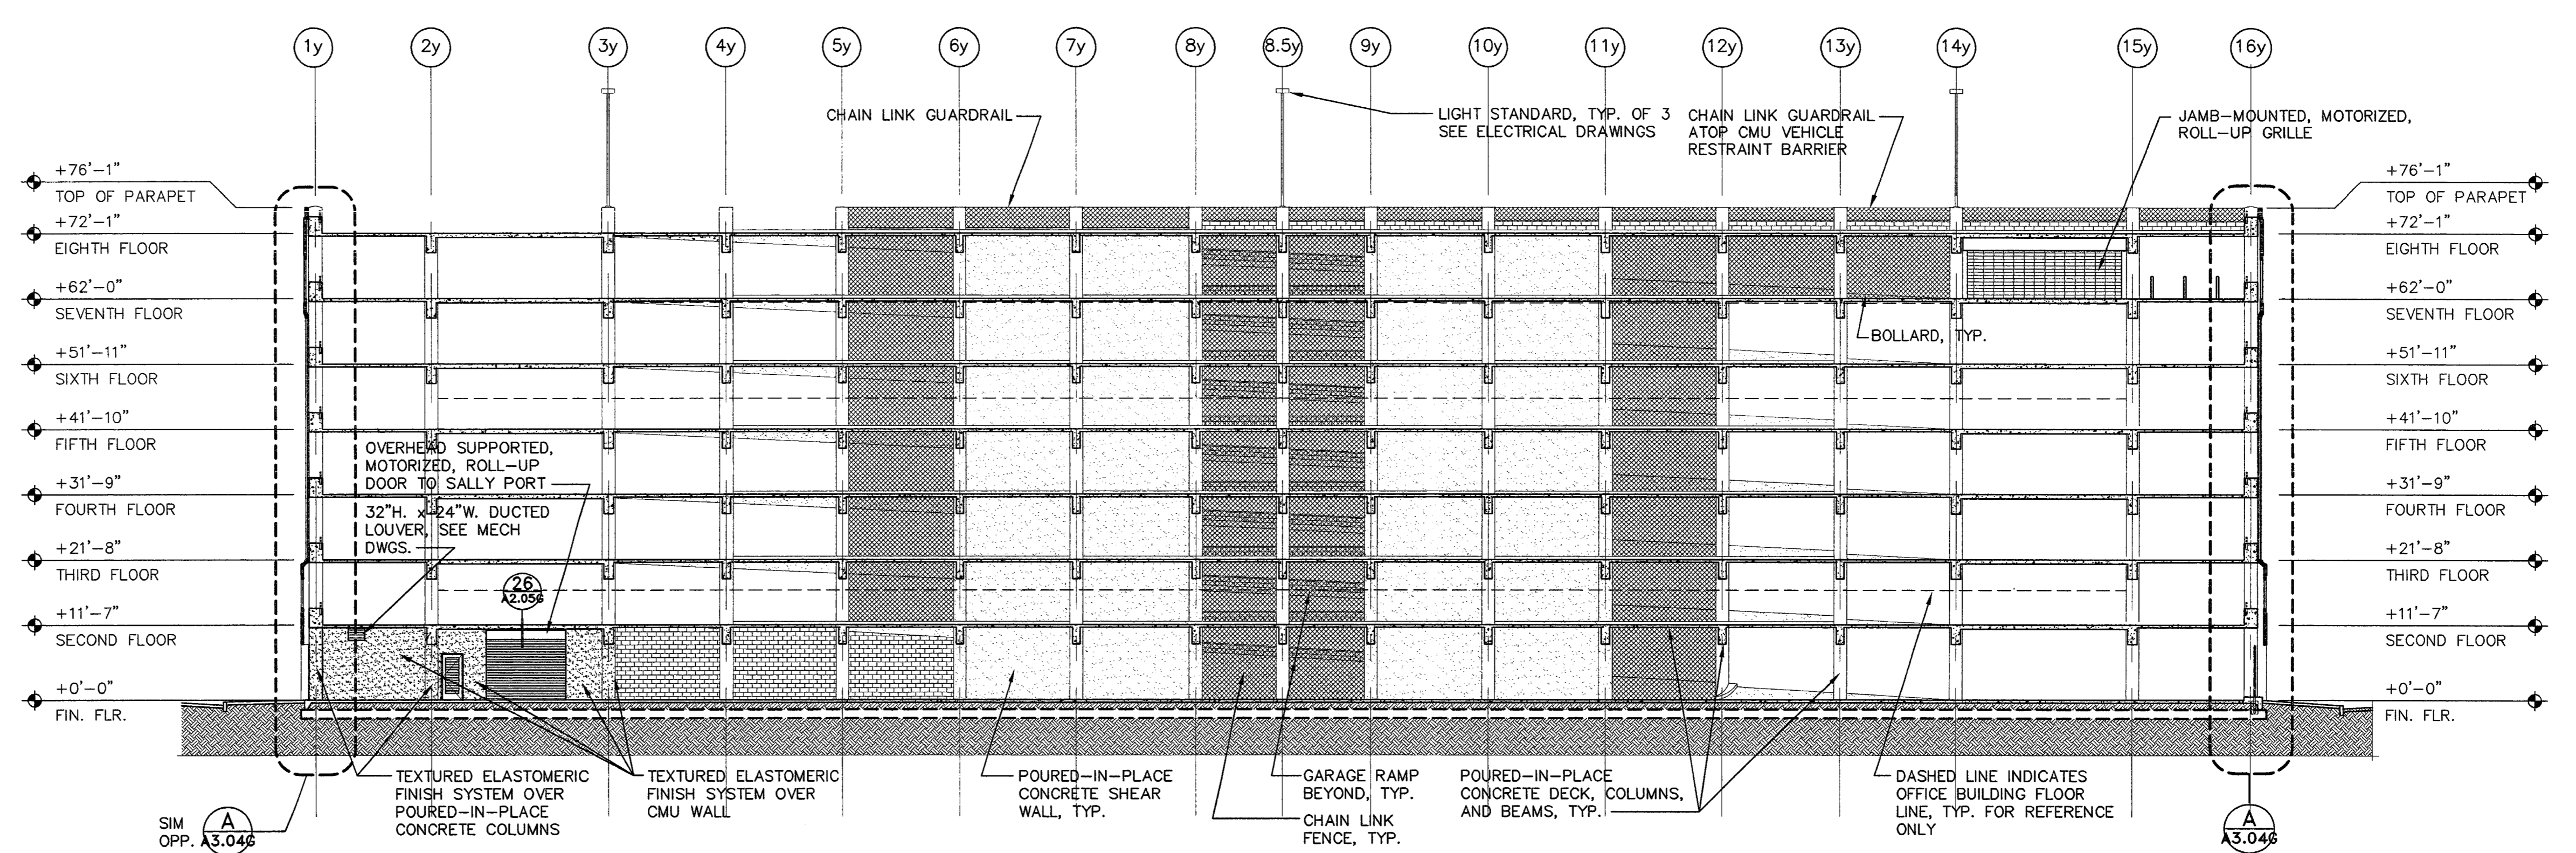 1y 2y 3y 4y 5y 6y 7y 8y 8.5y 9y 10y 11y 12y 13y 14y 15y 16y
CHAIN LINK GUARDRAIL
LIGHT STANDARD, TYP. OF 3
SEE ELECTRICAL DRAWINGS
CHAIN LINK GUARDRAIL
ATOP CMU VEHICLE
RESTRAINT BARRIER
JAMB-MOUNTED, MOTORIZED,
ROLL-UP GRILLE
+76'-1"
TOP OF PARAPET
+72'-1"
EIGHTH FLOOR
+62'-0"
SEVENTH FLOOR
+51'-11"
SIXTH FLOOR
+41'-10"
FIFTH FLOOR
+31'-9"
FOURTH FLOOR
+21'-8"
THIRD FLOOR
+11'-7"
SECOND FLOOR
+0'-0"
FIN. FLR.
OVERHEAD SUPPORTED,
MOTORIZED, ROLL-UP
DOOR TO SALLY PORT
32"H. x 24"W. DUCTED
LOUVER, SEE MECH
DWGS.
26
A2.05G
BOLLARD, TYP.
+76'-1"
TOP OF PARAPET
+72'-1"
EIGHTH FLOOR
+62'-0"
SEVENTH FLOOR
+51'-11"
SIXTH FLOOR
+41'-10"
FIFTH FLOOR
+31'-9"
FOURTH FLOOR
+21'-8"
THIRD FLOOR
+11'-7"
SECOND FLOOR
+0'-0"
FIN. FLR.
SIM
OPP.
A
A3.04G
TEXTURED ELASTOMERIC
FINISH SYSTEM OVER
POURED-IN-PLACE
CONCRETE COLUMNS
TEXTURED ELASTOMERIC
FINISH SYSTEM OVER
CMU WALL
POURED-IN-PLACE
CONCRETE SHEAR
WALL, TYP.
GARAGE RAMP
BEYOND, TYP.
CHAIN LINK
FENCE, TYP.
POURED-IN-PLACE
CONCRETE DECK, COLUMNS,
AND BEAMS, TYP.
DASHED LINE INDICATES
OFFICE BUILDING FLOOR
LINE, TYP. FOR REFERENCE
ONLY
A
A3.04G